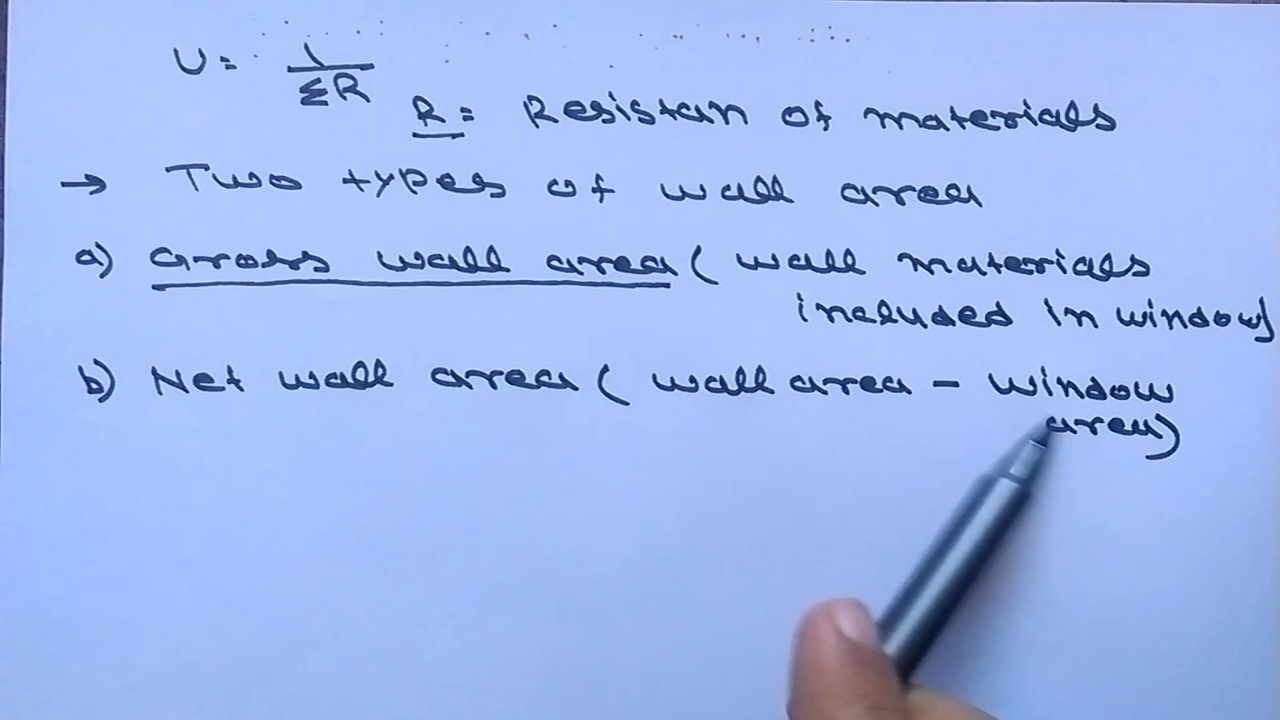 U = 1/ΣR
R = Resistan of materials
→ Two types of wall area
a) Gross wall area ( wall materials
included in window)
b) Net wall area ( wall area - window
area)